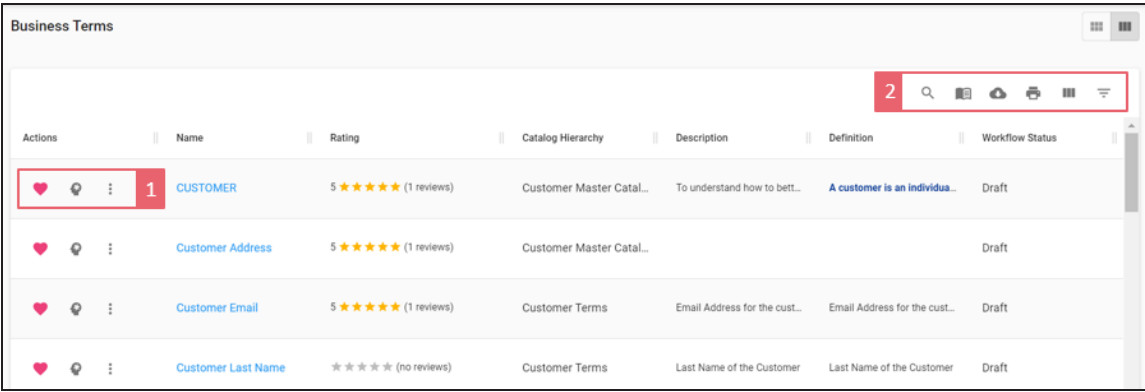 Business Terms
2
Actions Name Rating Catalog Hierarchy Description Definition Workflow Status
1 CUSTOMER 5 (1 reviews) Customer Master Catal... To understand how to bett... A customer is an individua... Draft
Customer Address 5 (1 reviews) Customer Master Catal... Draft
Customer Email 5 (1 reviews) Customer Terms Email Address for the cust... Email Address for the cust... Draft
Customer Last Name (no reviews) Customer Terms Last Name of the Customer Last Name of the Customer Draft